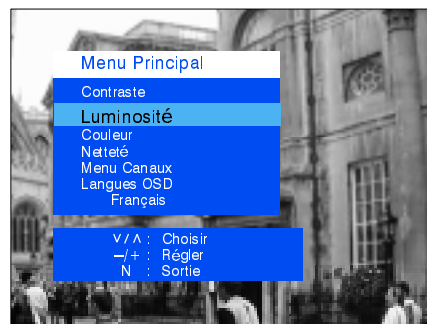 Menu Principal
Contraste
Luminosité
Couleur
Netteté
Menu Canaux
Langues OSD
Français
∨/∧ : Choisir
–/+ : Régler
N : Sortie